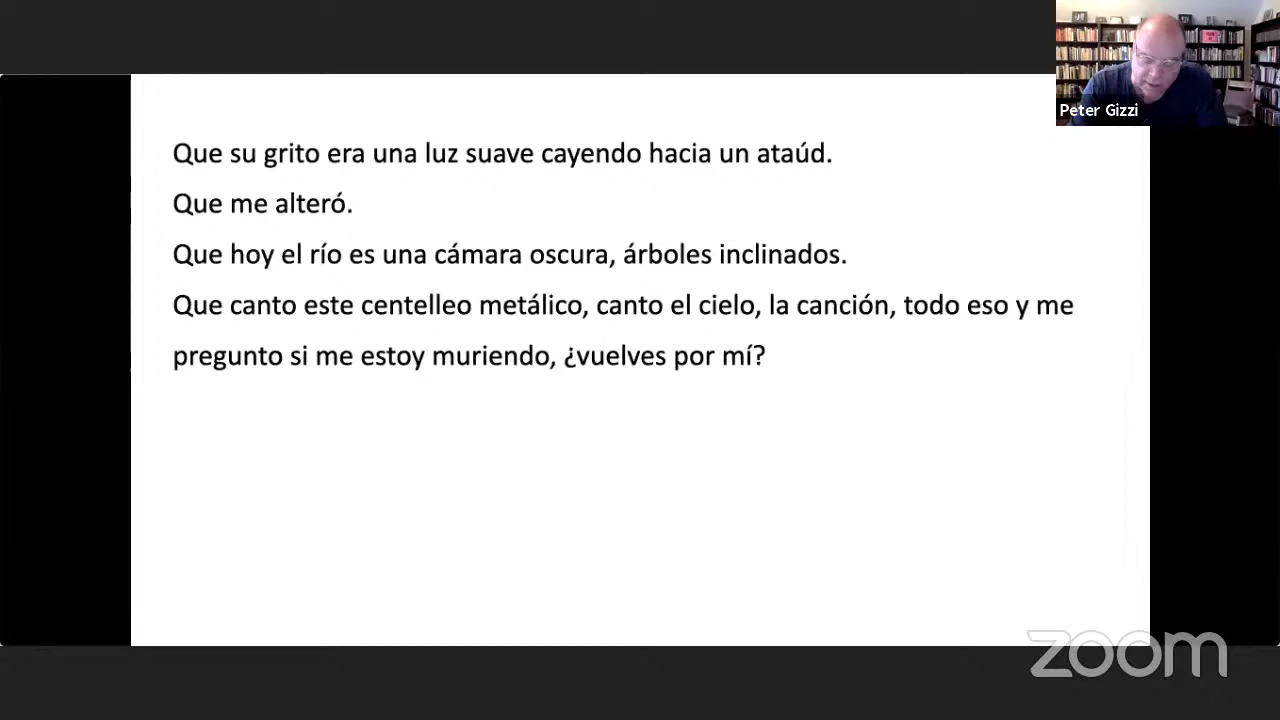 Peter Gizzi
Que su grito era una luz suave cayendo hacia un ataúd.
Que me alteró.
Que hoy el río es una cámara oscura, árboles inclinados.
Que canto este centelleo metálico, canto el cielo, la canción, todo eso y me
pregunto si me estoy muriendo, ¿vuelves por mí?
zoom